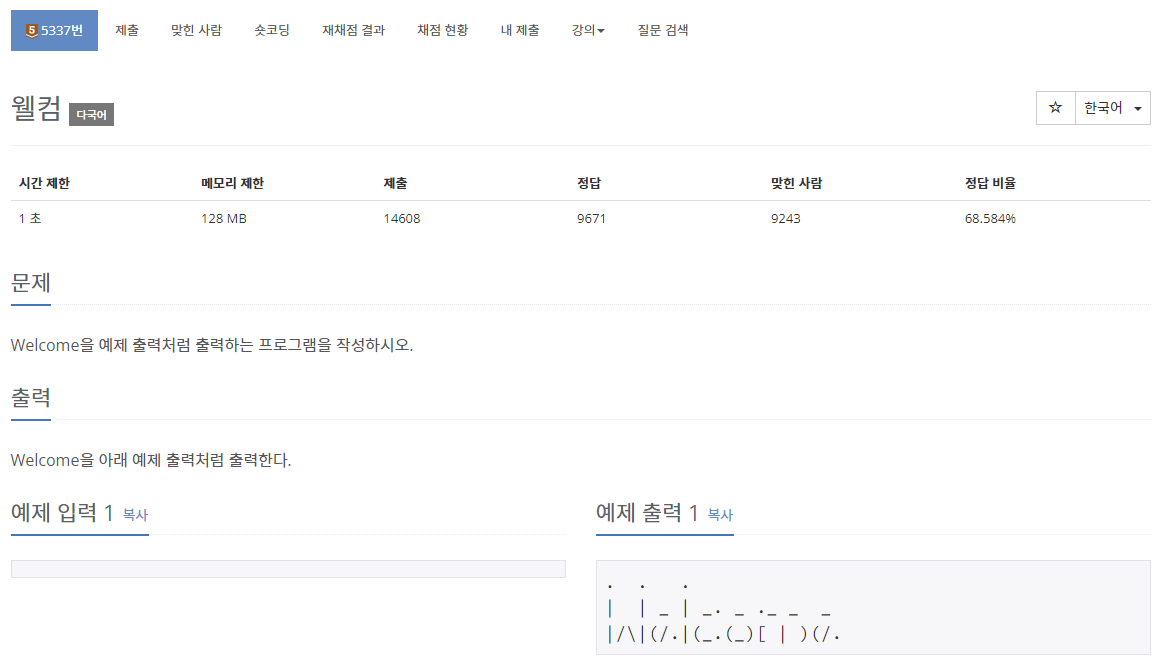 5 5337번 제출 맞힌 사람 숏코딩 재채점 결과 채점 현황 내 제출 강의 질문 검색
웰컴 다국어
☆ 한국어
시간 제한 메모리 제한 제출 정답 맞힌 사람 정답 비율
1 초 128 MB 14608 9671 9243 68.584%
문제
Welcome을 예제 출력처럼 출력하는 프로그램을 작성하시오.
출력
Welcome을 아래 예제 출력처럼 출력한다.
예제 입력 1 복사
예제 출력 1 복사
.  .   .
|  | _ | _. _ ._ _  _
|/\|(/.|(_.(_)[ | )(/.